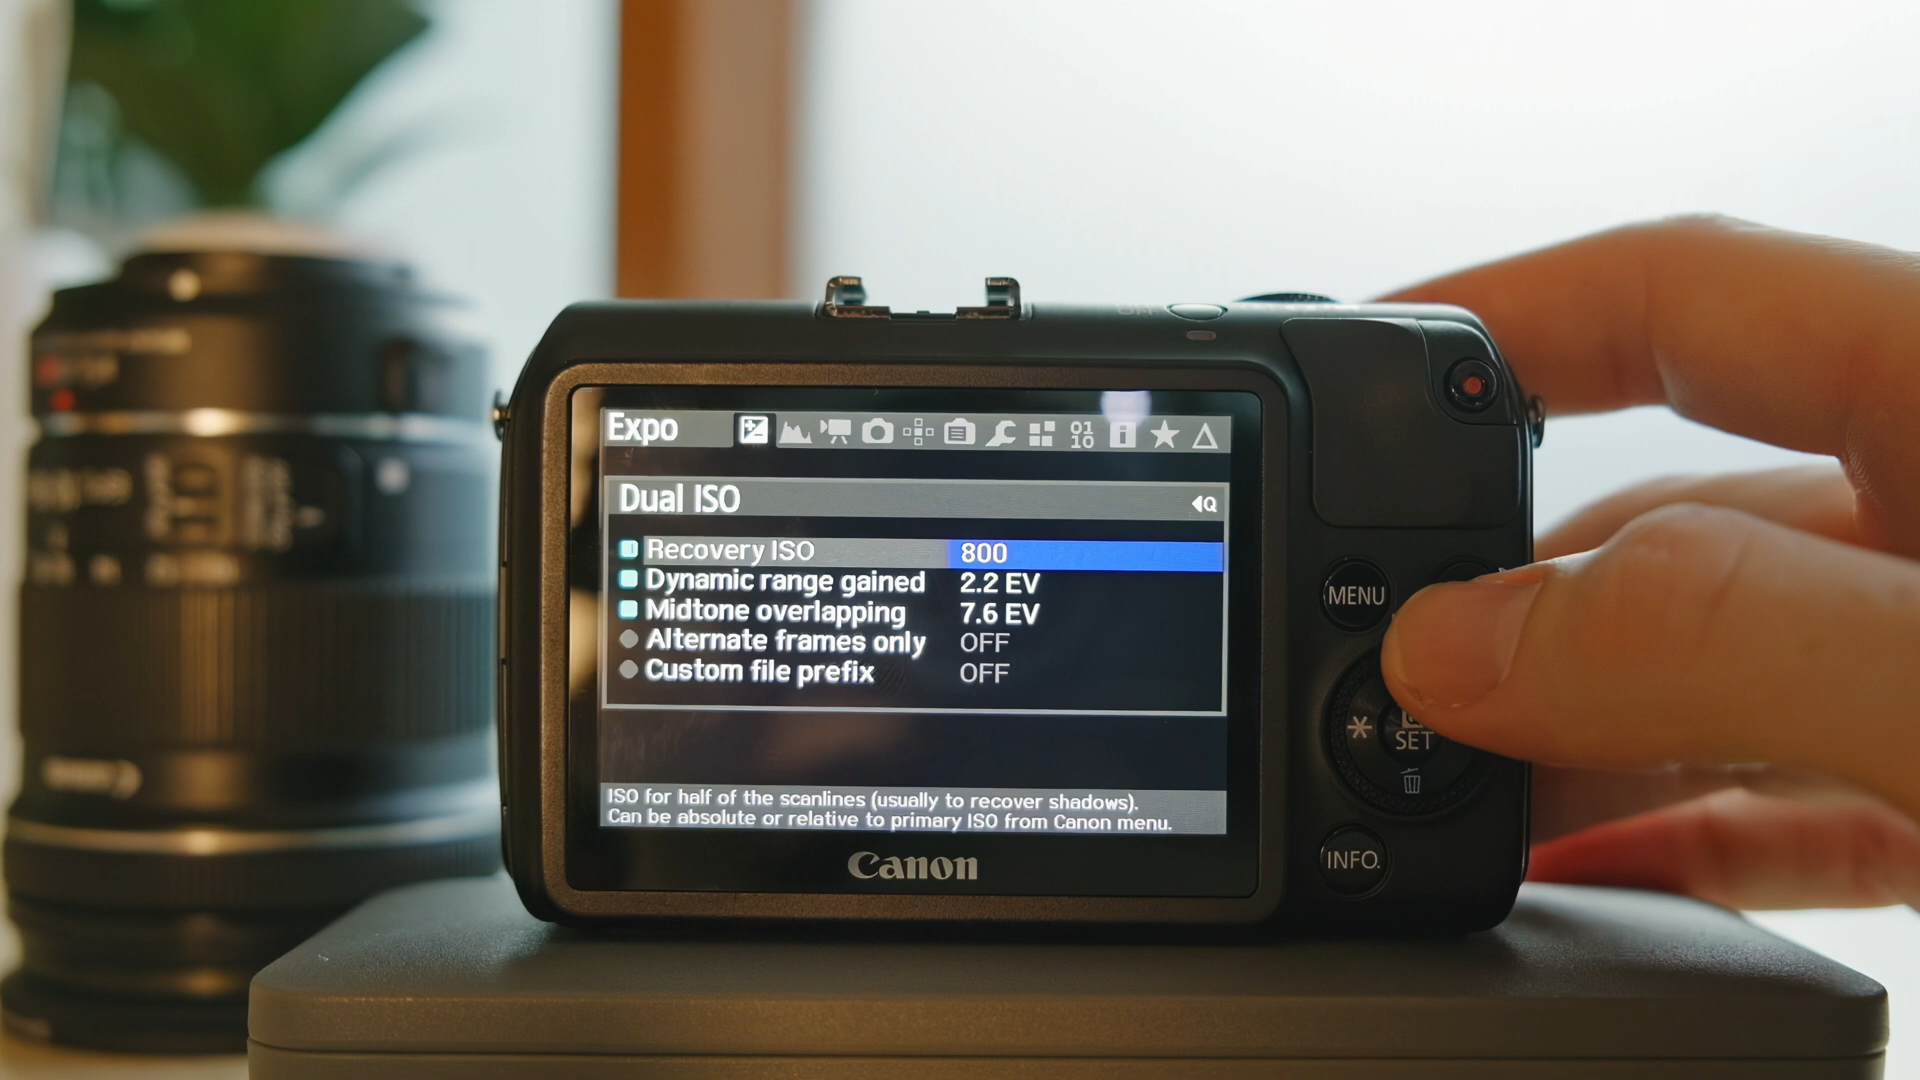 Expo
01
10
Dual ISO
Q
Recovery ISO 800
Dynamic range gained 2.2 EV
Midtone overlapping 7.6 EV
Alternate frames only OFF
Custom file prefix OFF
ISO for half of the scanlines (usually to recover shadows).
Can be absolute or relative to primary ISO from Canon menu.
Canon
MENU
SET
INFO.